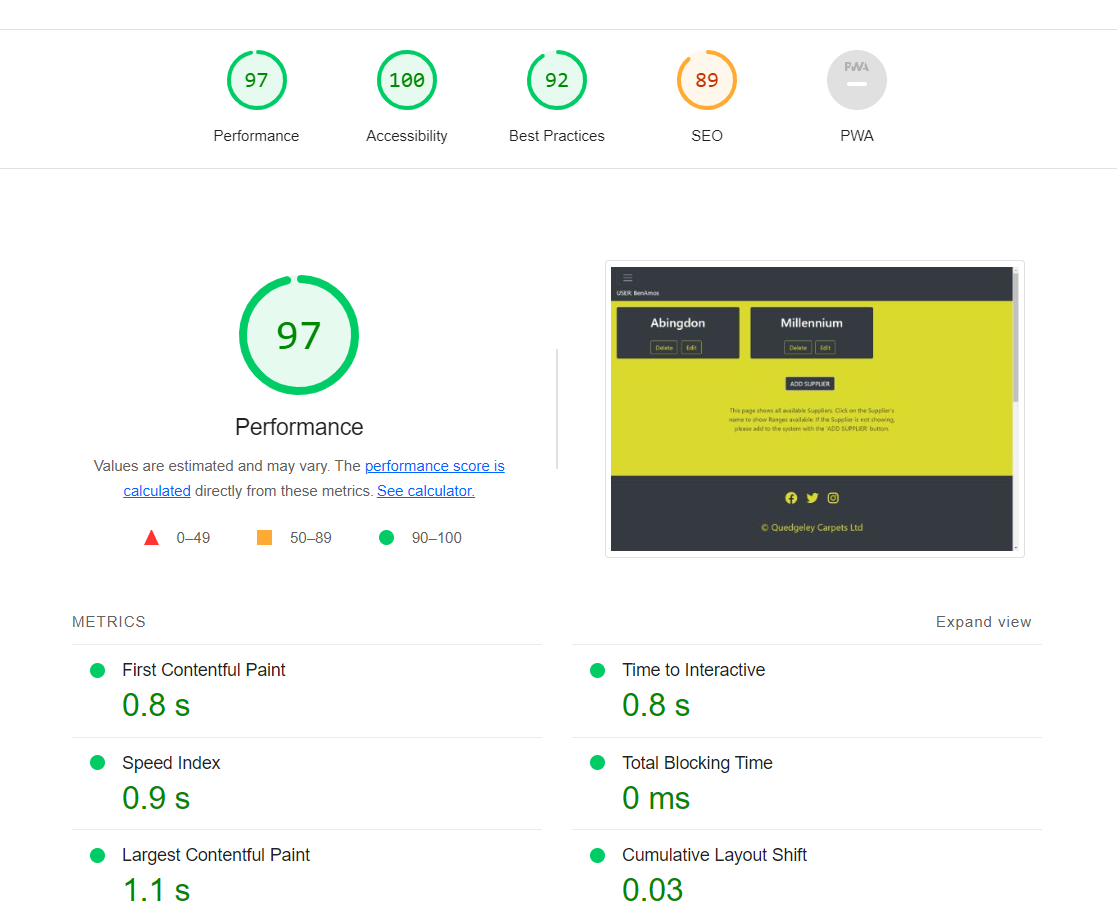 97
100
92
89
PWA
Performance
Accessibility
Best Practices
SEO
PWA
97
Performance
Values are estimated and may vary. The performance score is
calculated directly from these metrics. See calculator.
0–49
50–89
90–100
USER: BenAmos
Abingdon
Millennium
Delete
Edit
Delete
Edit
ADD SUPPLIER
This page shows all available Suppliers. Click on the Supplier's
name to show Ranges available. If the Supplier is not showing,
please add to the system with the 'ADD SUPPLIER' button.
© Quedgeley Carpets Ltd
METRICS
Expand view
First Contentful Paint
0.8 s
Time to Interactive
0.8 s
Speed Index
0.9 s
Total Blocking Time
0 ms
Largest Contentful Paint
1.1 s
Cumulative Layout Shift
0.03